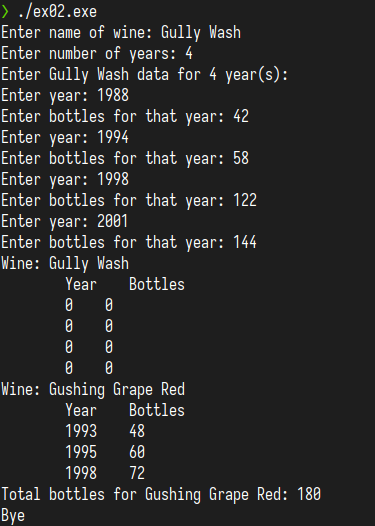 ❯ ./ex02.exe
Enter name of wine: Gully Wash
Enter number of years: 4
Enter Gully Wash data for 4 year(s):
Enter year: 1988
Enter bottles for that year: 42
Enter year: 1994
Enter bottles for that year: 58
Enter year: 1998
Enter bottles for that year: 122
Enter year: 2001
Enter bottles for that year: 144
Wine: Gully Wash
        Year    Bottles
        0    0
        0    0
        0    0
        0    0
Wine: Gushing Grape Red
        Year    Bottles
        1993    48
        1995    60
        1998    72
Total bottles for Gushing Grape Red: 180
Bye